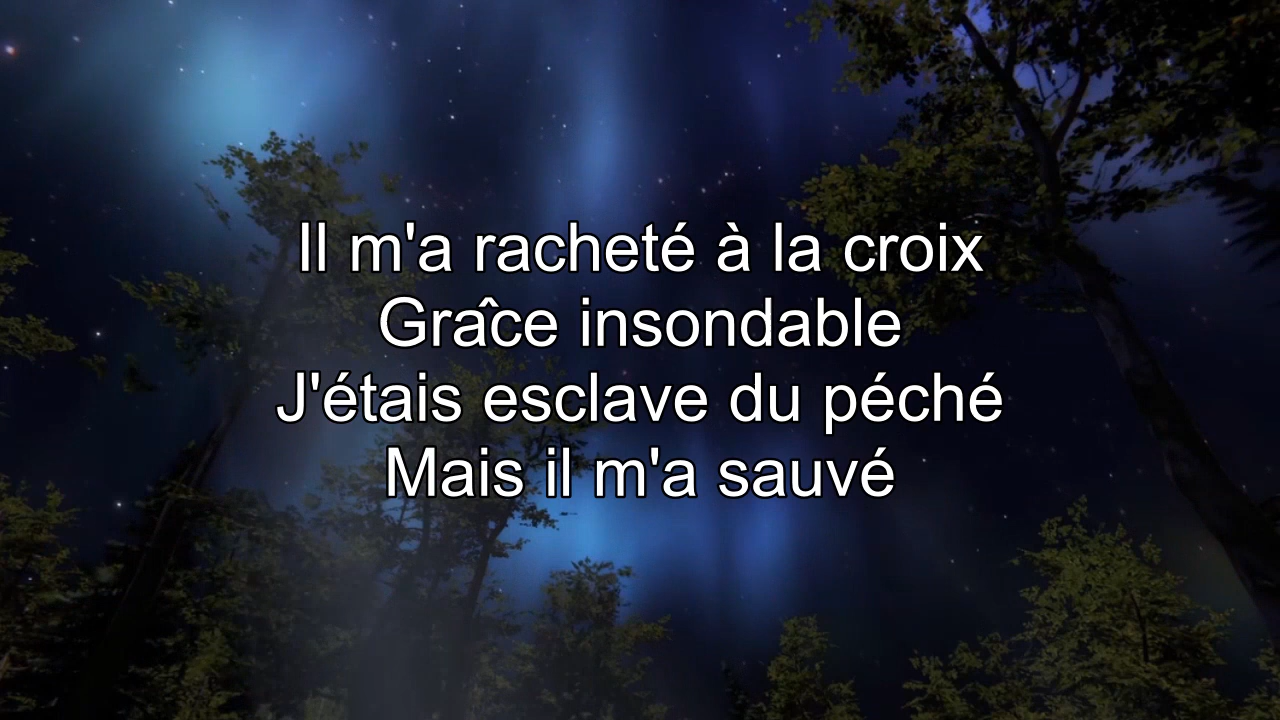 Il m'a racheté à la croix
Grâce insondable
J'étais esclave du péché
Mais il m'a sauvé